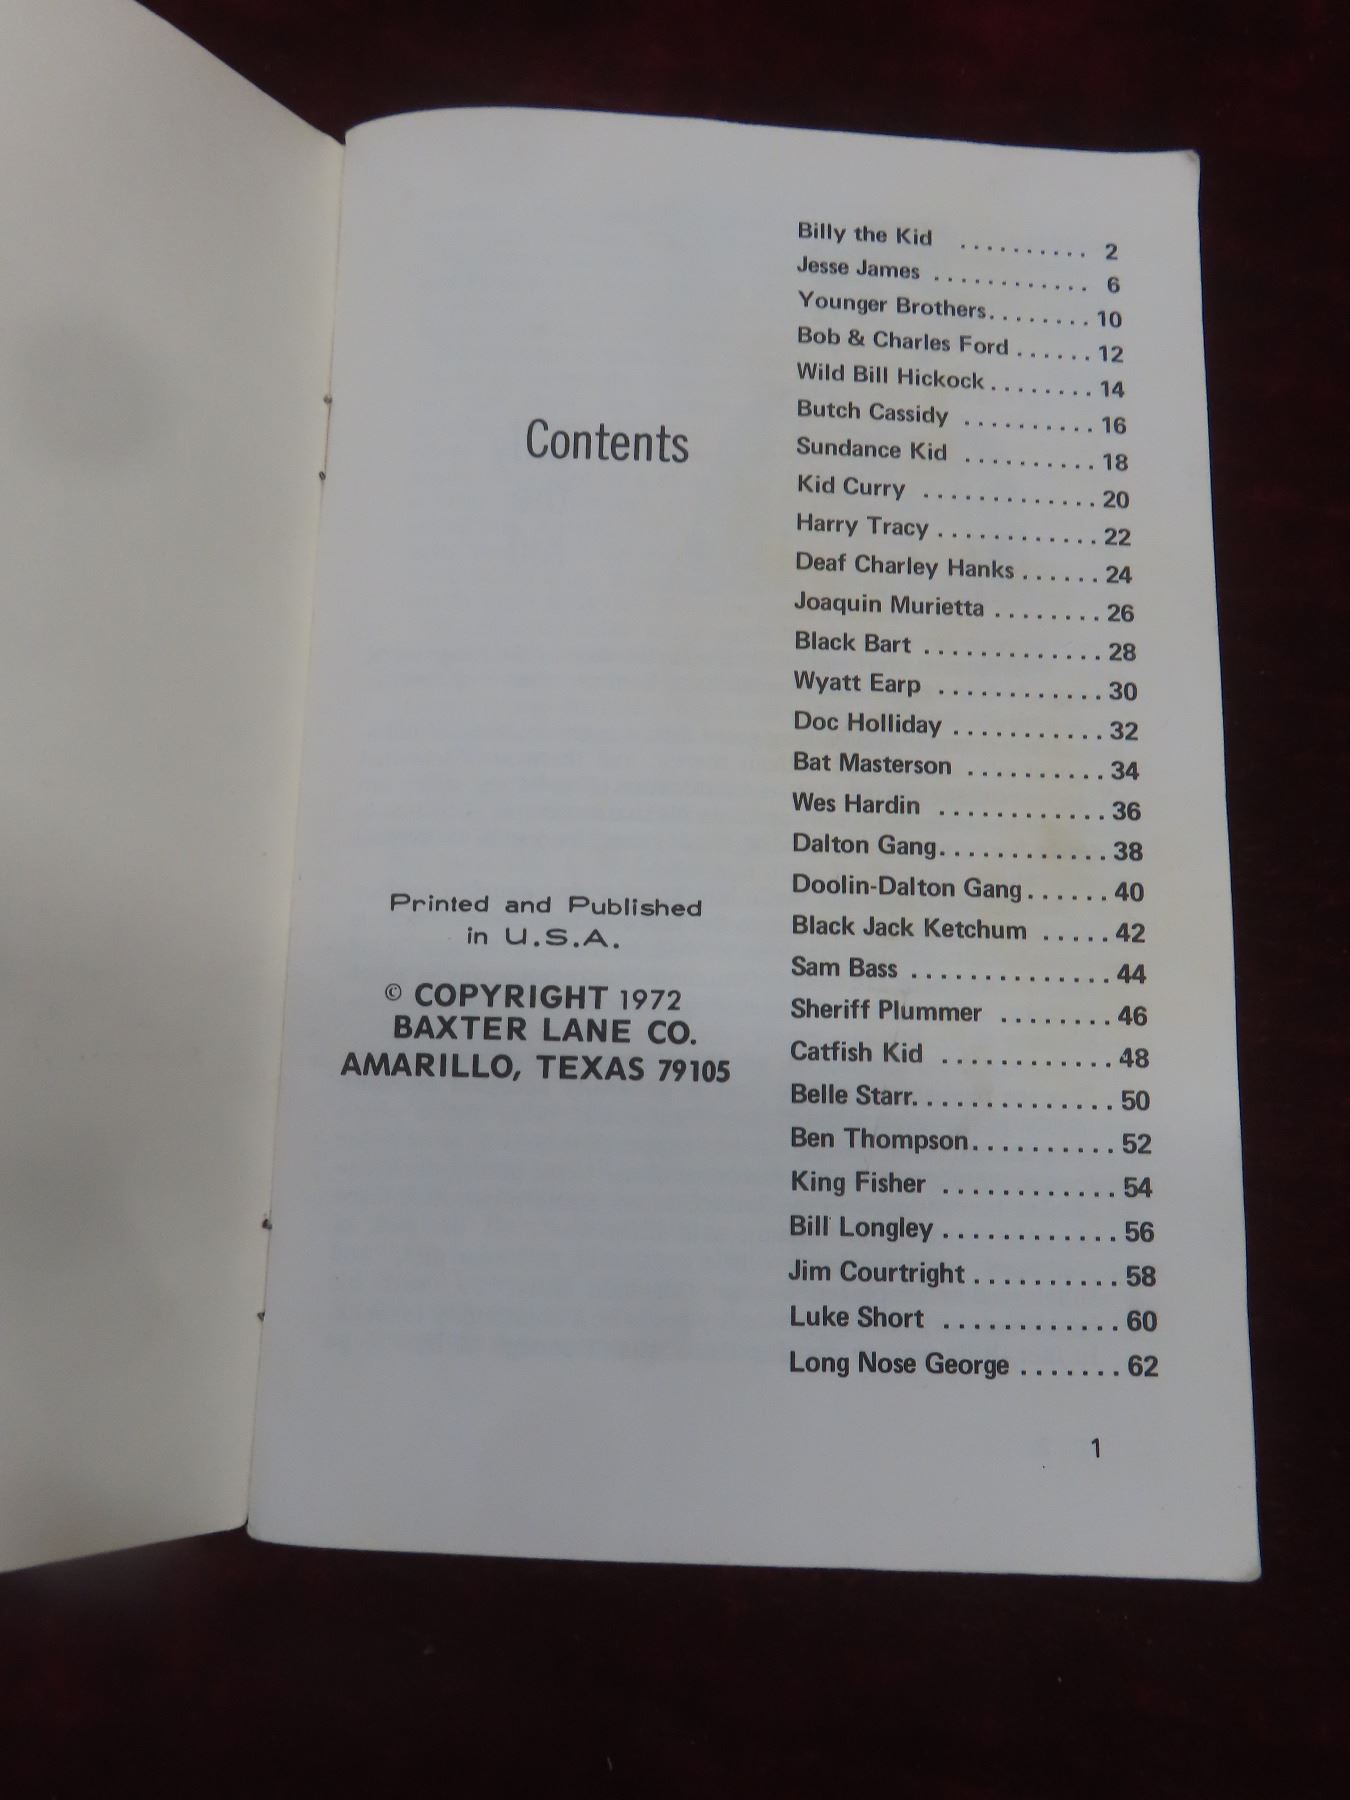 Contents
Printed and Published
in U.S.A.
© COPYRIGHT 1972
BAXTER LANE CO.
AMARILLO, TEXAS 79105
Billy the Kid .......... 2
Jesse James ............ 6
Younger Brothers........ 10
Bob & Charles Ford ...... 12
Wild Bill Hickock ........ 14
Butch Cassidy .......... 16
Sundance Kid .......... 18
Kid Curry ............. 20
Harry Tracy ............ 22
Deaf Charley Hanks ...... 24
Joaquin Murietta ........ 26
Black Bart ............. 28
Wyatt Earp ............ 30
Doc Holliday ........... 32
Bat Masterson .......... 34
Wes Hardin ............ 36
Dalton Gang............ 38
Doolin-Dalton Gang...... 40
Black Jack Ketchum ..... 42
Sam Bass .............. 44
Sheriff Plummer ........ 46
Catfish Kid ............ 48
Belle Starr.............. 50
Ben Thompson.......... 52
King Fisher ............ 54
Bill Longley ............ 56
Jim Courtright .......... 58
Luke Short ............ 60
Long Nose George ....... 62
1